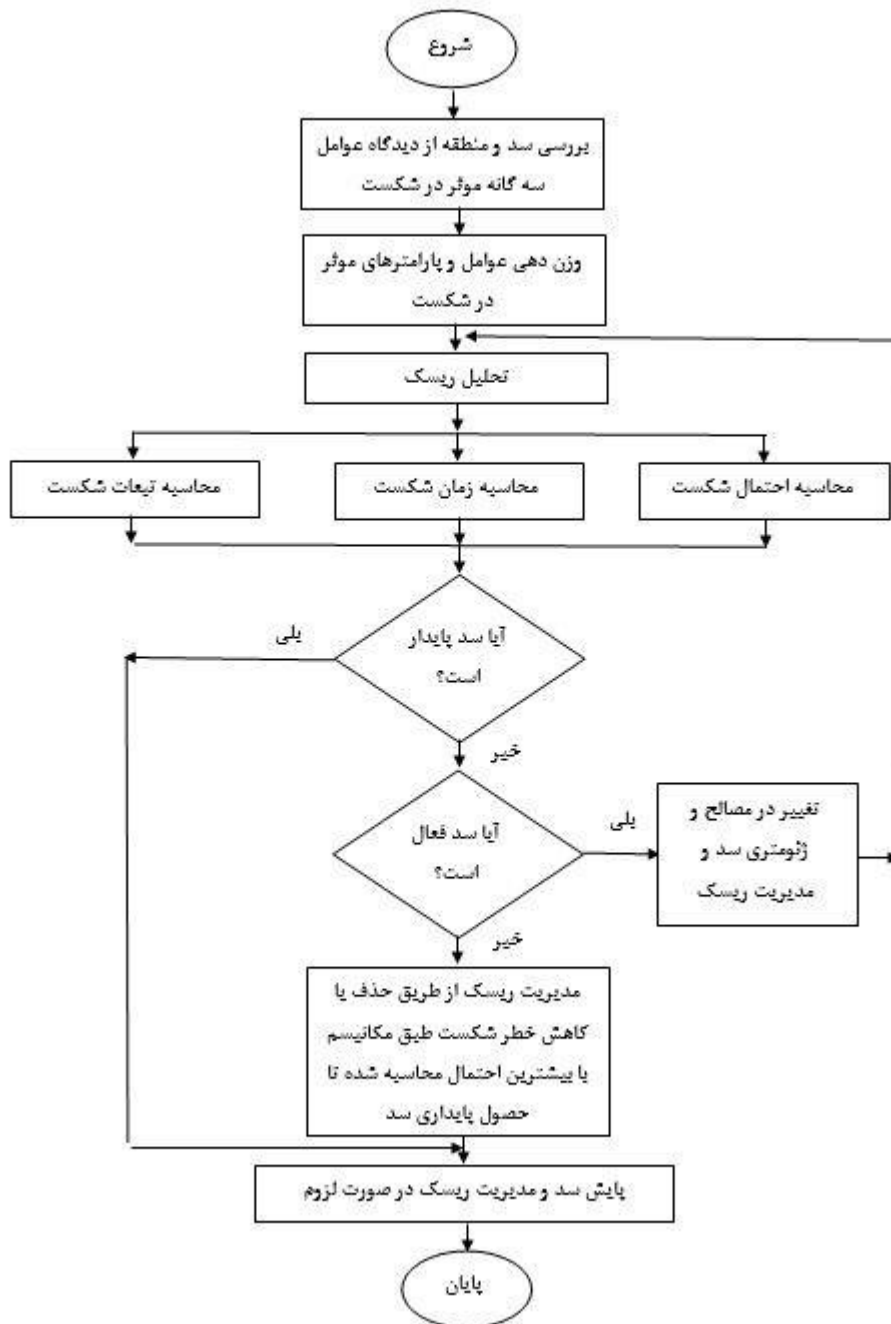 شروع
بررسی سد و منطقه از دیدگاه عوامل
سه گانه موثر در شکست
وزن دهی عوامل و پارامترهای موثر
در شکست
تحلیل ریسک
محاسبه احتمال شکست
محاسبه زمان شکست
محاسبه تبعات شکست
آیا سد پایدار
است؟
بلی
خیر
آیا سد فعال
است؟
بلی
تغییر در مصالح و
ژئومتری سد و
مدیریت ریسک
خیر
مدیریت ریسک از طریق حذف یا
کاهش خطر شکست طبق مکانیسم
با بیشترین احتمال محاسبه شده تا
حصول پایداری سد
پایش سد و مدیریت ریسک در صورت لزوم
پایان